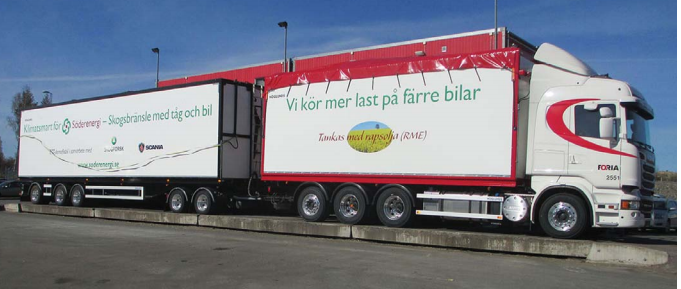 Klimatsmart för Söderenergi – Skogsbränsle med tåg och bil
SCANIA
www.soderenergi.se
Vi kör mer last på färre bilar
Tankas med rapsolja (RME)
FORIA
3551